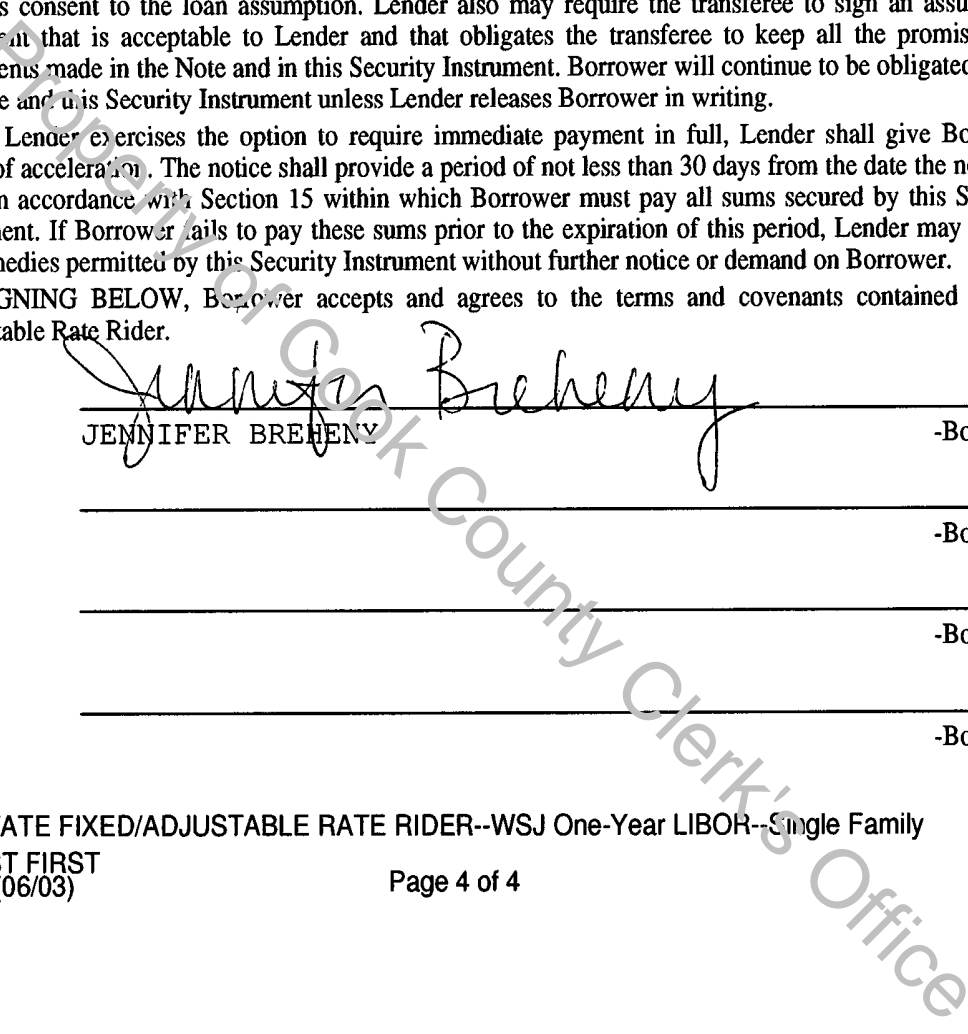 s consent to the loan assumption. Lender also may require the transferee to sign an assu
ent that is acceptable to Lender and that obligates the transferee to keep all the promis
ents made in the Note and in this Security Instrument. Borrower will continue to be obligated
e and this Security Instrument unless Lender releases Borrower in writing.
Lender exercises the option to require immediate payment in full, Lender shall give Bo
of acceleration. The notice shall provide a period of not less than 30 days from the date the n
n accordance with Section 15 within which Borrower must pay all sums secured by this S
ent. If Borrower fails to pay these sums prior to the expiration of this period, Lender may
nedies permitted by this Security Instrument without further notice or demand on Borrower.
GNING BELOW, Borrower accepts and agrees to the terms and covenants contained
table Rate Rider.
Jennifer Breheny
JENNIFER BREHENY -Bo
-Bo
-Bo
-Bo
ATE FIXED/ADJUSTABLE RATE RIDER--WSJ One-Year LIBOR--Single Family
T FIRST
(06/03) Page 4 of 4
Property of Cook County Clerk's Office